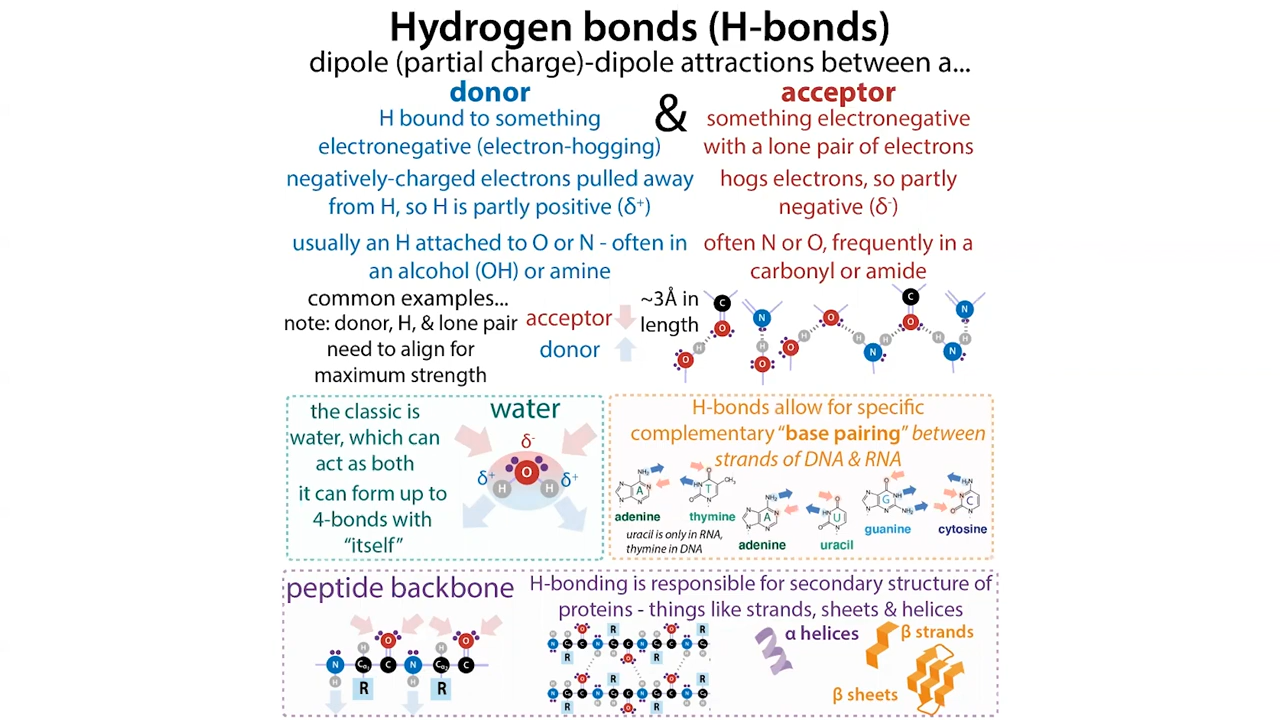 Hydrogen bonds (H-bonds)
dipole (partial charge)-dipole attractions between a...
donor
&
acceptor
H bound to something
electronegative (electron-hogging)
something electronegative
with a lone pair of electrons
negatively-charged electrons pulled away
from H, so H is partly positive (δ⁺)
hogs electrons, so partly
negative (δ⁻)
usually an H attached to O or N - often in
an alcohol (OH) or amine
often N or O, frequently in a
carbonyl or amide
common examples...
note: donor, H, & lone pair
need to align for
maximum strength
acceptor
donor
~3Å in
length
C
O
H
O
N
H
O
O
H
O
H
N
H
C
O
H
N
H
N
the classic is
water, which can
act as both
it can form up to
4-bonds with
“itself”
water
δ⁻
δ⁺
O
δ⁺
H
H
H-bonds allow for specific
complementary “base pairing” between
strands of DNA & RNA
A
T
A
U
G
C
adenine
thymine
adenine
uracil
guanine
cytosine
uracil is only in RNA,
thymine in DNA
peptide backbone
H-bonding is responsible for secondary structure of
proteins - things like strands, sheets & helices
O
O
H
H
N
Cα₁
C
N
Cα₂
C
H
R
H
R
R
R
R
R
R
R
R
R
α helices
β strands
β sheets